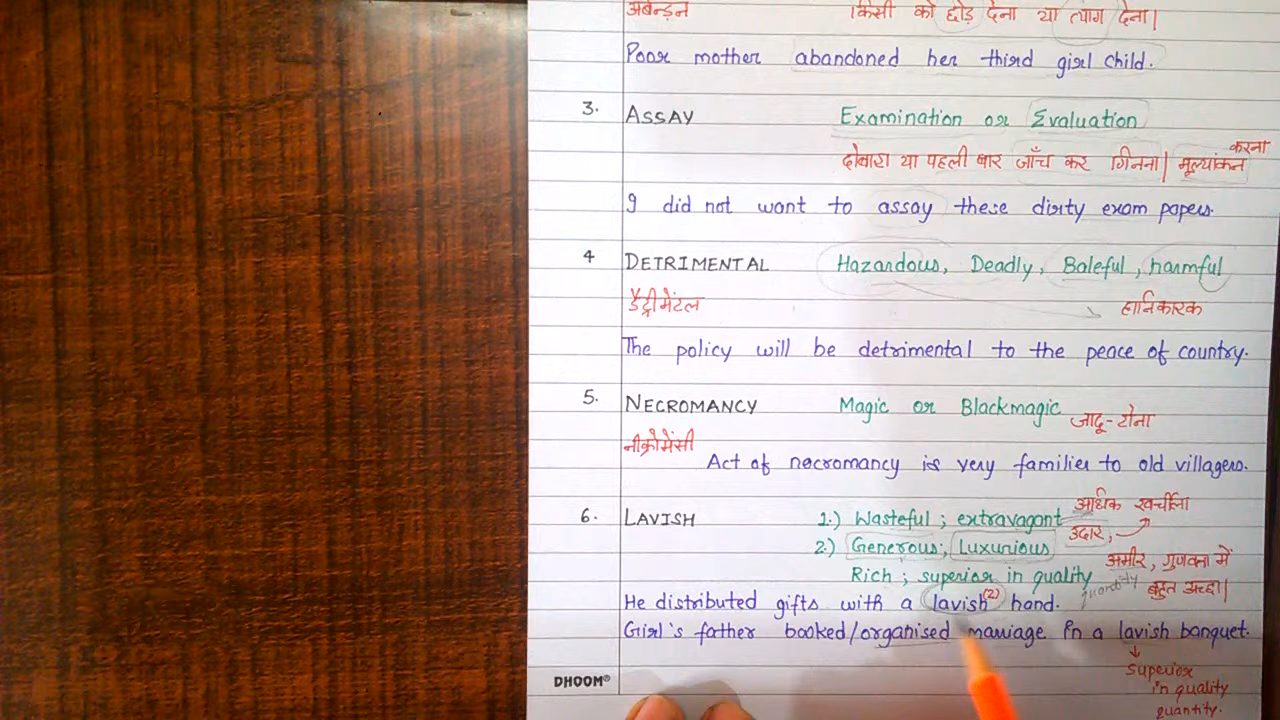 अबेन्ड़न किसी को छोड़ देना या त्याग देना।
Poor mother abandoned her third girl child.
3. ASSAY Examination or Evaluation
करना
दोबारा या पहली बार जाँच कर गीनना। मूल्यांकन
I did not want to assay these dirty exam papers.
4 DETRIMENTAL Hazardous, Deadly, Baleful, harmful
डैट्रीमेंटल हानिकारक
The policy will be detrimental to the peace of country.
5. NECROMANCY Magic or Blackmagic जादू-टोना
नीक्रोमेंसी
Act of necromancy is very familier to old villagers.
6. LAVISH 1.) Wasteful ; extravagant अधिक खर्चीला
2.) Generous; Luxurious उदार,
Rich ; superior in quality अमीर, गुणवत्ता में
quantity बहुत अच्छा।
He distributed gifts with a lavish(2) hand.
Girl's father booked/organised marriage in a lavish banquet.
superior
in quality
quantity.
DHOOM®